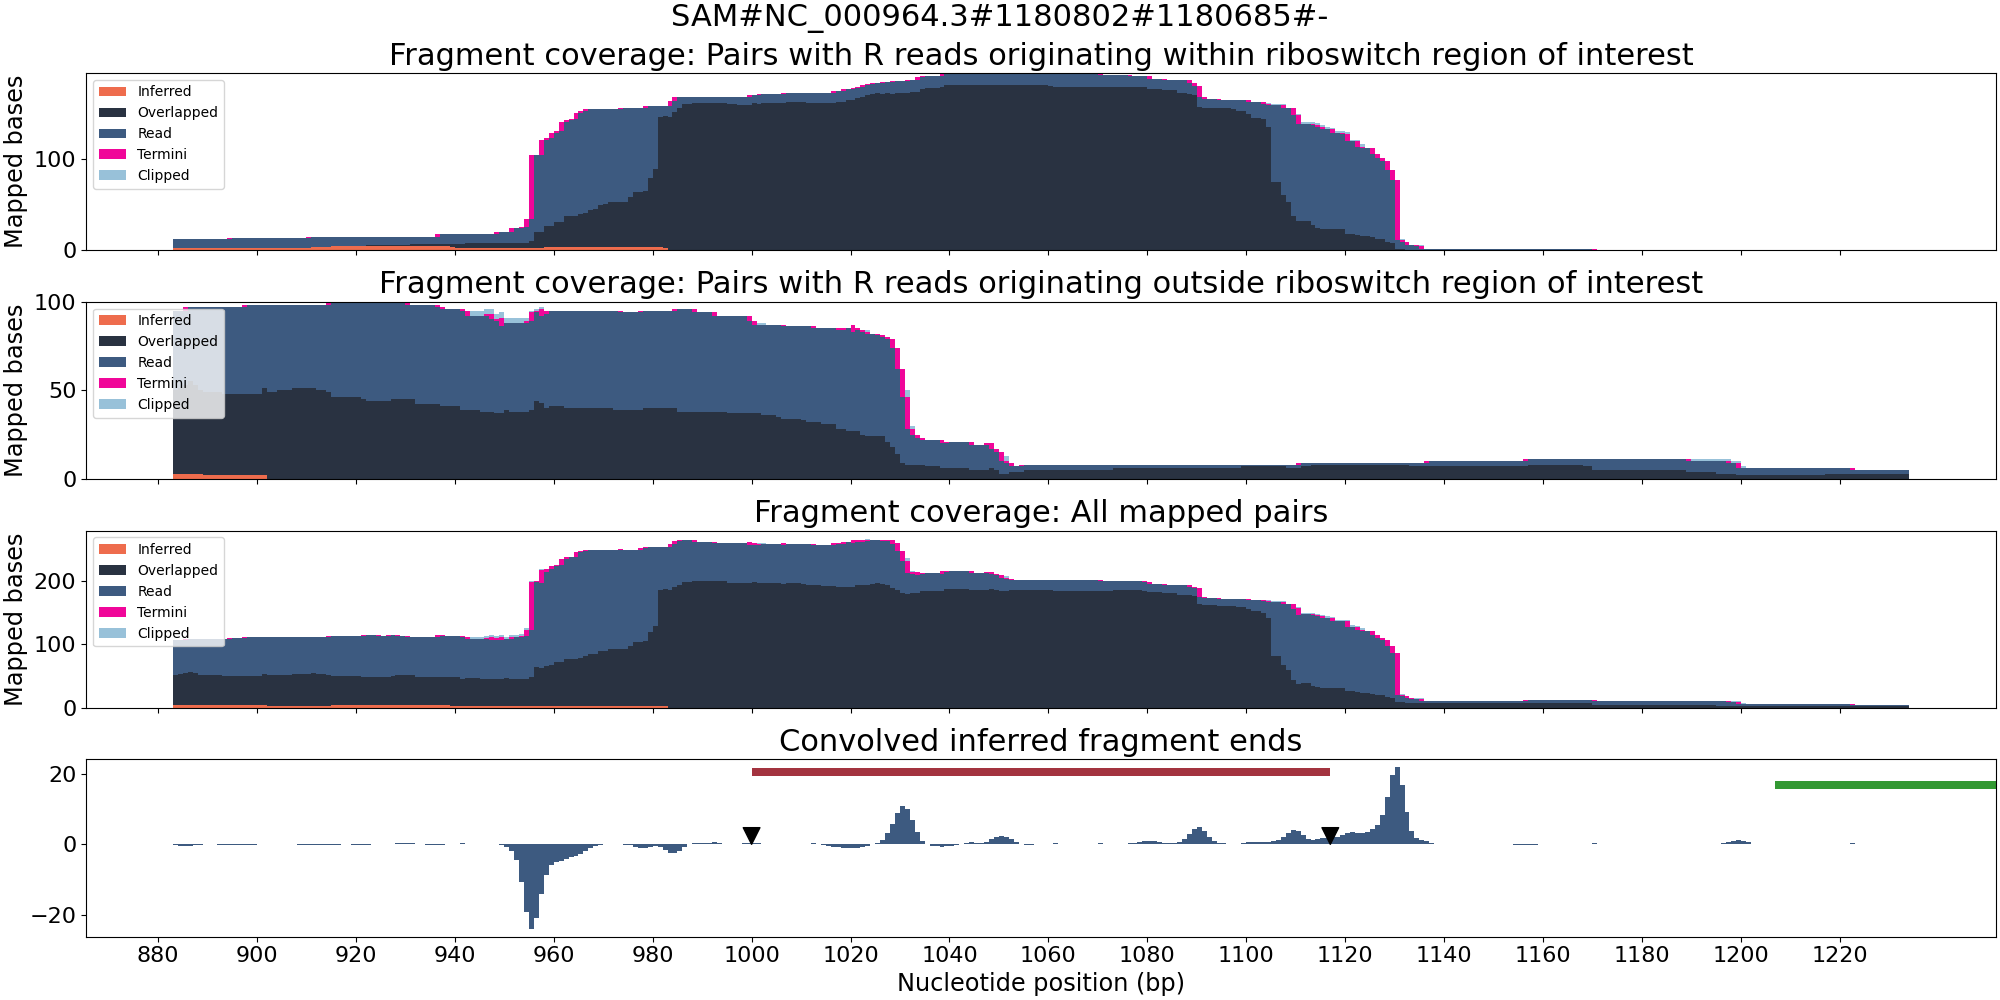 SAM#NC_000964.3#1180802#1180685#-
Fragment coverage: Pairs with R reads originating within riboswitch region of interest
Mapped bases
100
0
Inferred
Overlapped
Read
Termini
Clipped
Fragment coverage: Pairs with R reads originating outside riboswitch region of interest
Mapped bases
100
50
0
Inferred
Overlapped
Read
Termini
Clipped
Fragment coverage: All mapped pairs
Mapped bases
200
100
0
Inferred
Overlapped
Read
Termini
Clipped
Convolved inferred fragment ends
20
0
−20
880 900 920 940 960 980 1000 1020 1040 1060 1080 1100 1120 1140 1160 1180 1200 1220
Nucleotide position (bp)